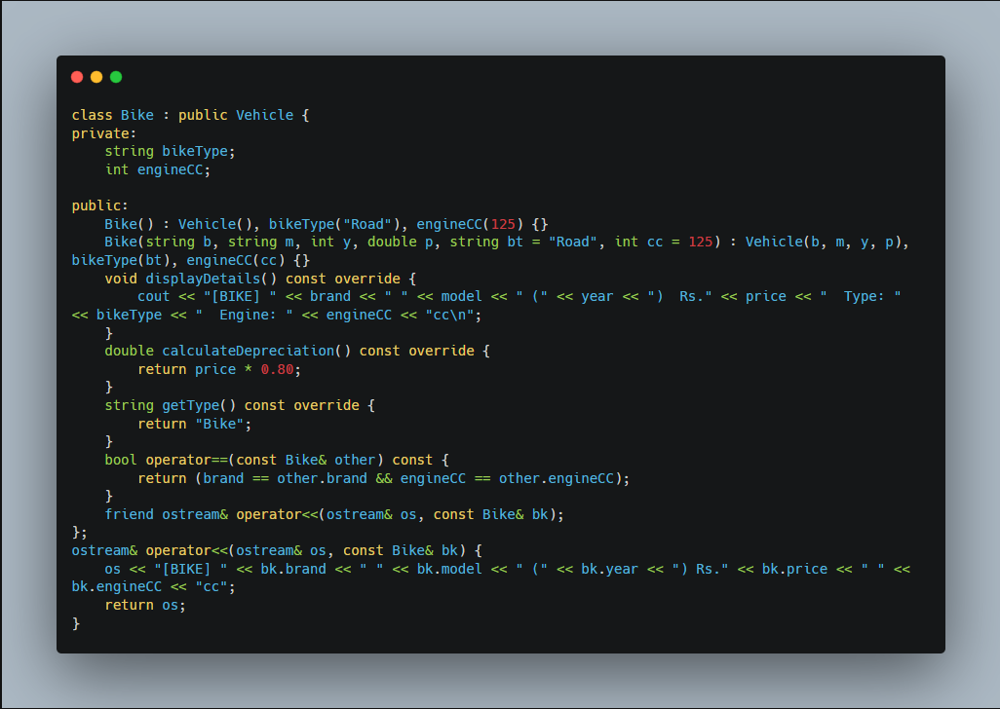 class Bike : public Vehicle {
private:
    string bikeType;
    int engineCC;

public:
    Bike() : Vehicle(), bikeType("Road"), engineCC(125) {}
    Bike(string b, string m, int y, double p, string bt = "Road", int cc = 125) : Vehicle(b, m, y, p),
bikeType(bt), engineCC(cc) {}
    void displayDetails() const override {
        cout << "[BIKE] " << brand << " " << model << " (" << year << ")  Rs." << price << "  Type: "
<< bikeType << "  Engine: " << engineCC << "cc\n";
    }
    double calculateDepreciation() const override {
        return price * 0.80;
    }
    string getType() const override {
        return "Bike";
    }
    bool operator==(const Bike& other) const {
        return (brand == other.brand && engineCC == other.engineCC);
    }
    friend ostream& operator<<(ostream& os, const Bike& bk);
};
ostream& operator<<(ostream& os, const Bike& bk) {
    os << "[BIKE] " << bk.brand << " " << bk.model << " (" << bk.year << ") Rs." << bk.price << " " <<
bk.engineCC << "cc";
    return os;
}